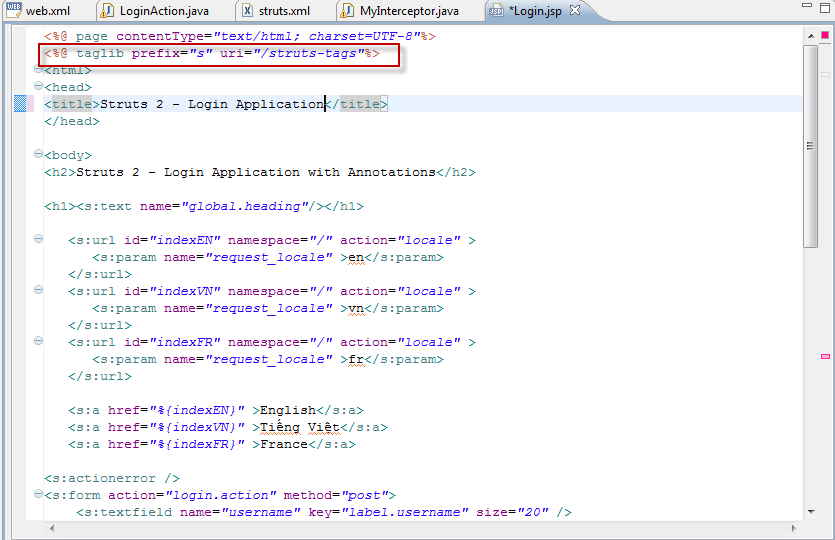 web.xml LoginAction.java struts.xml MyInterceptor.java *Login.jsp
<%@ page contentType="text/html; charset=UTF-8"%>
<%@ taglib prefix="s" uri="/struts-tags"%>
<html>
<head>
<title>Struts 2 - Login Application</title>
</head>
<body>
<h2>Struts 2 - Login Application with Annotations</h2>
<h1><s:text name="global.heading"/></h1>
<s:url id="indexEN" namespace="/" action="locale" >
<s:param name="request_locale" >en</s:param>
</s:url>
<s:url id="indexVN" namespace="/" action="locale" >
<s:param name="request_locale" >vn</s:param>
</s:url>
<s:url id="indexFR" namespace="/" action="locale" >
<s:param name="request_locale" >fr</s:param>
</s:url>
<s:a href="%{indexEN}" >English</s:a>
<s:a href="%{indexVN}" >Tiếng Việt</s:a>
<s:a href="%{indexFR}" >France</s:a>
<s:actionerror />
<s:form action="login.action" method="post">
<s:textfield name="username" key="label.username" size="20" />